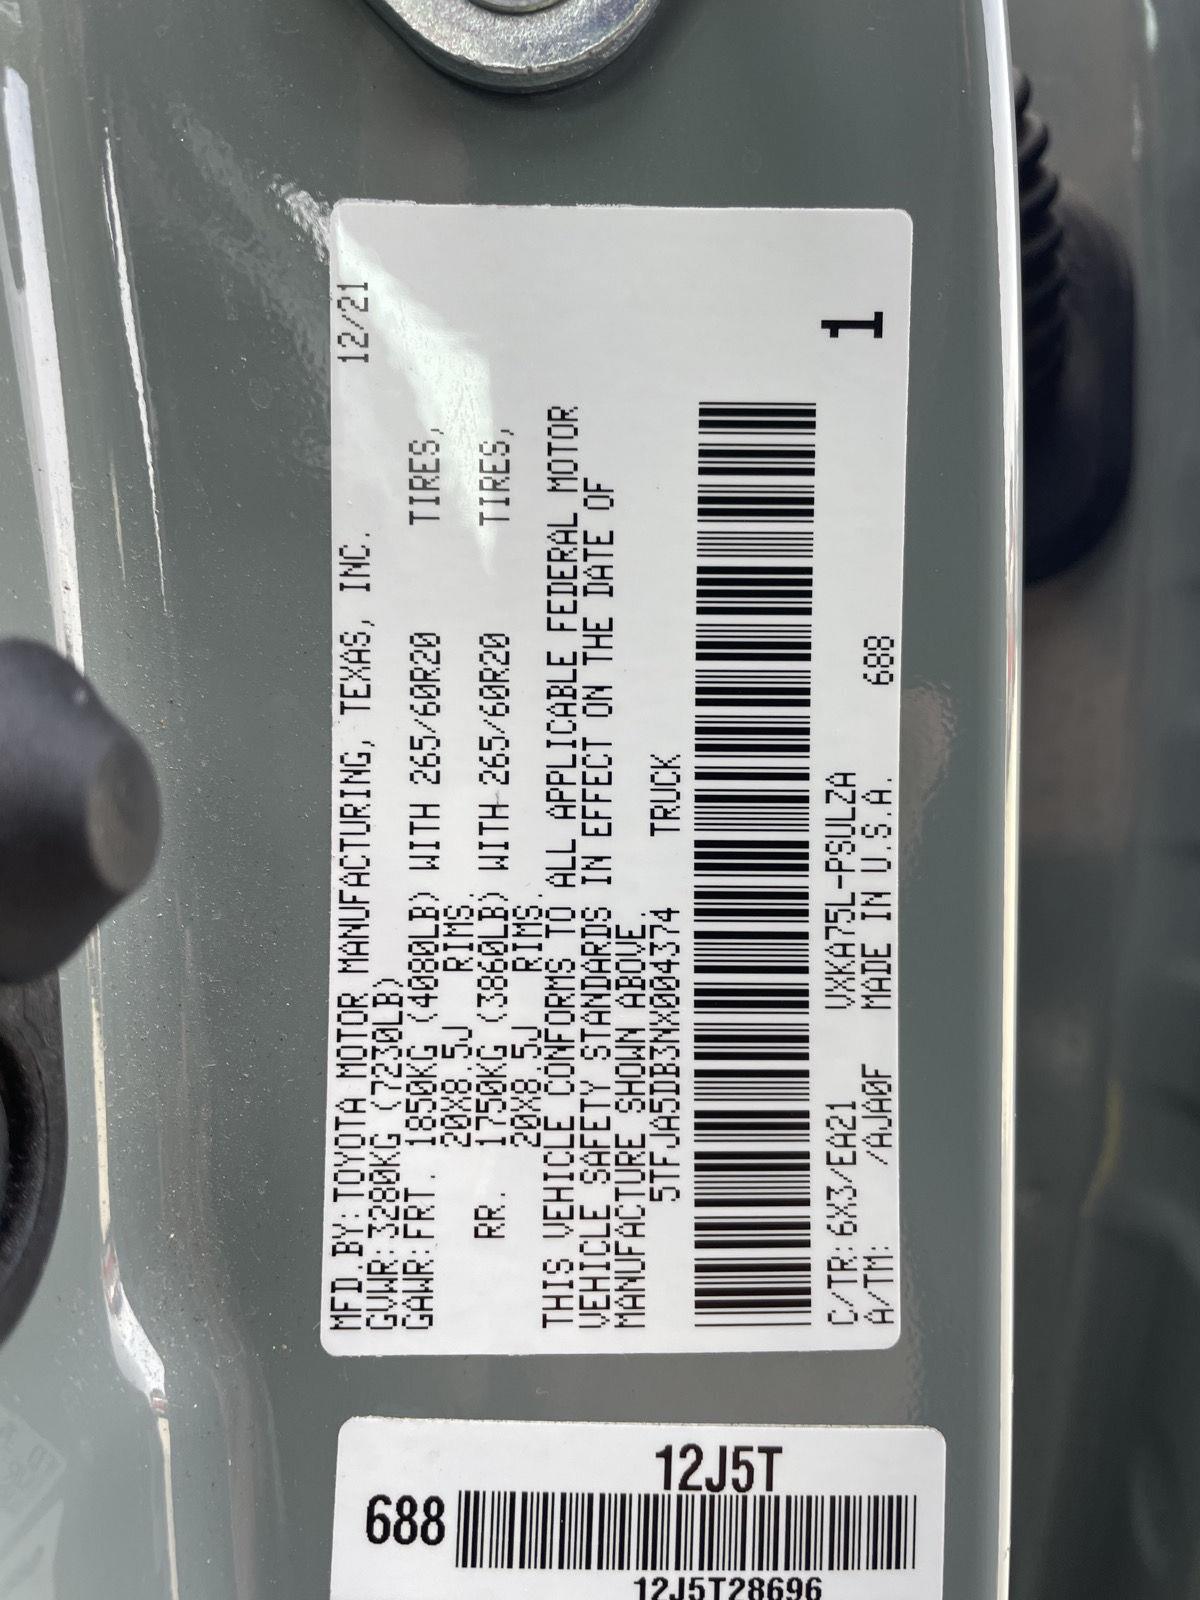 MFD.BY:TOYOTA MOTOR MANUFACTURING, TEXAS, INC. 12/21
GVWR:3280KG (7230LB)
GAWR:FRT. 1850KG (4080LB) WITH 265/60R20 TIRES,
20X8.5J RIMS,
RR. 1750KG (3860LB) WITH 265/60R20 TIRES,
20X8.5J RIMS.
THIS VEHICLE CONFORMS TO ALL APPLICABLE FEDERAL MOTOR
VEHICLE SAFETY STANDARDS IN EFFECT ON THE DATE OF
MANUFACTURE SHOWN ABOVE.
5TFJA5DB3NX004374 TRUCK
C/TR:6X3/EA21 VXKA75L-PSULZA 1
A/TM: /AJA0F MADE IN U.S.A. 688
12J5T
688
12J5T28696